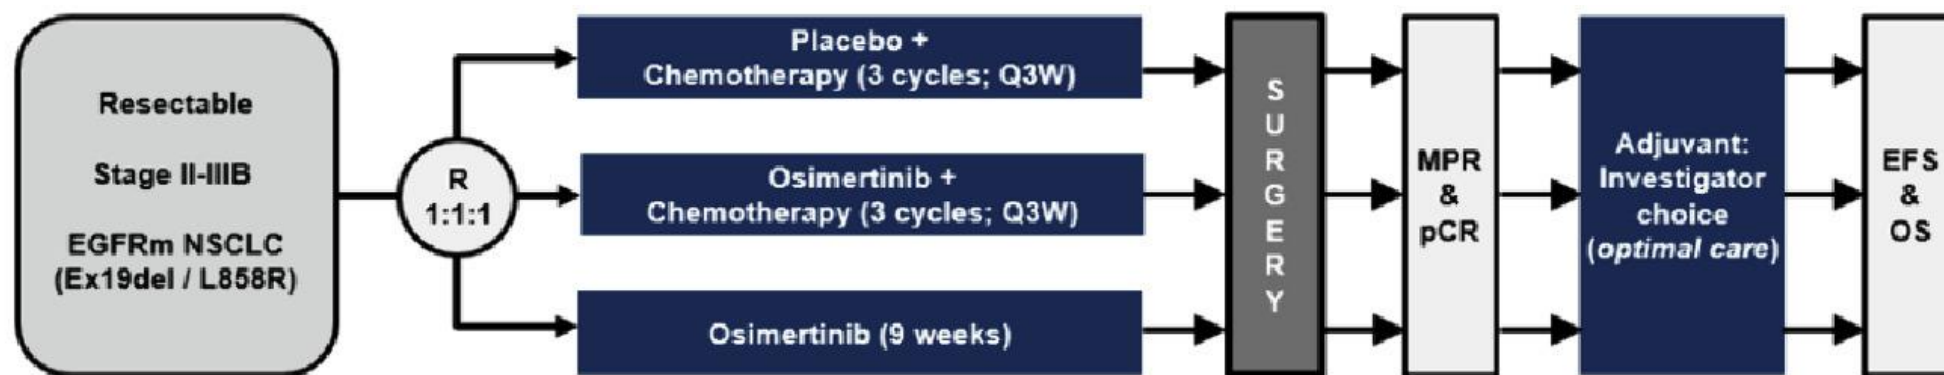 Resectable
Stage II-IIIB
EGFRm NSCLC
(Ex19del / L858R)
R
1:1:1
Placebo +
Chemotherapy (3 cycles; Q3W)
Osimertinib +
Chemotherapy (3 cycles; Q3W)
Osimertinib (9 weeks)
SURGERY
MPR
&
pCR
Adjuvant:
Investigator
choice
(optimal care)
EFS
&
OS